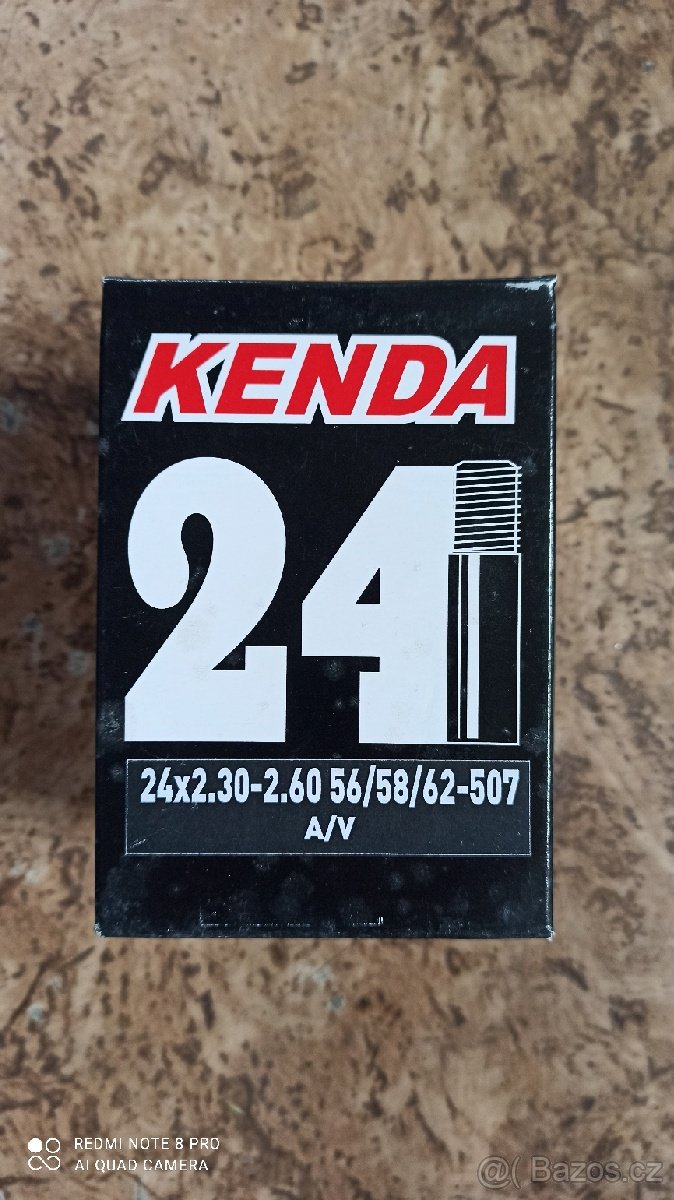 KENDA
24
24x2.30-2.60 56/58/62-507
A/V
REDMI NOTE 8 PRO
AI QUAD CAMERA
@( Bazos.cz